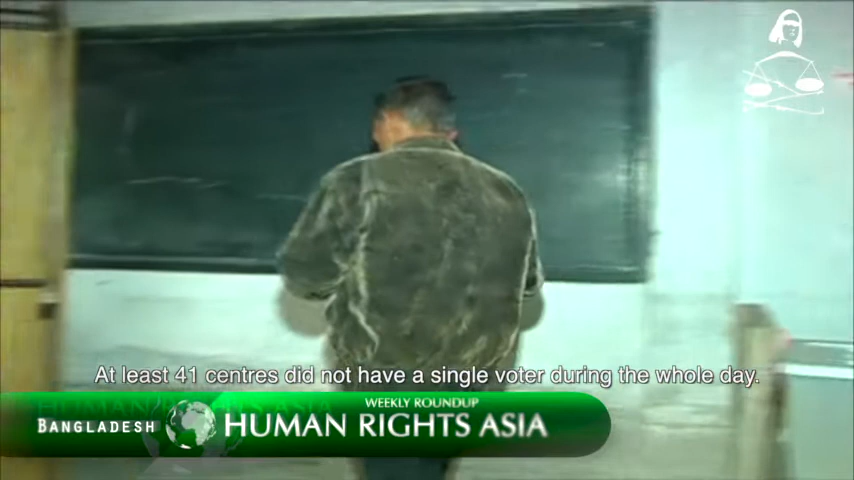 At least 41 centres did not have a single voter during the whole day.
WEEKLY ROUNDUP
BANGLADESH
HUMAN RIGHTS ASIA